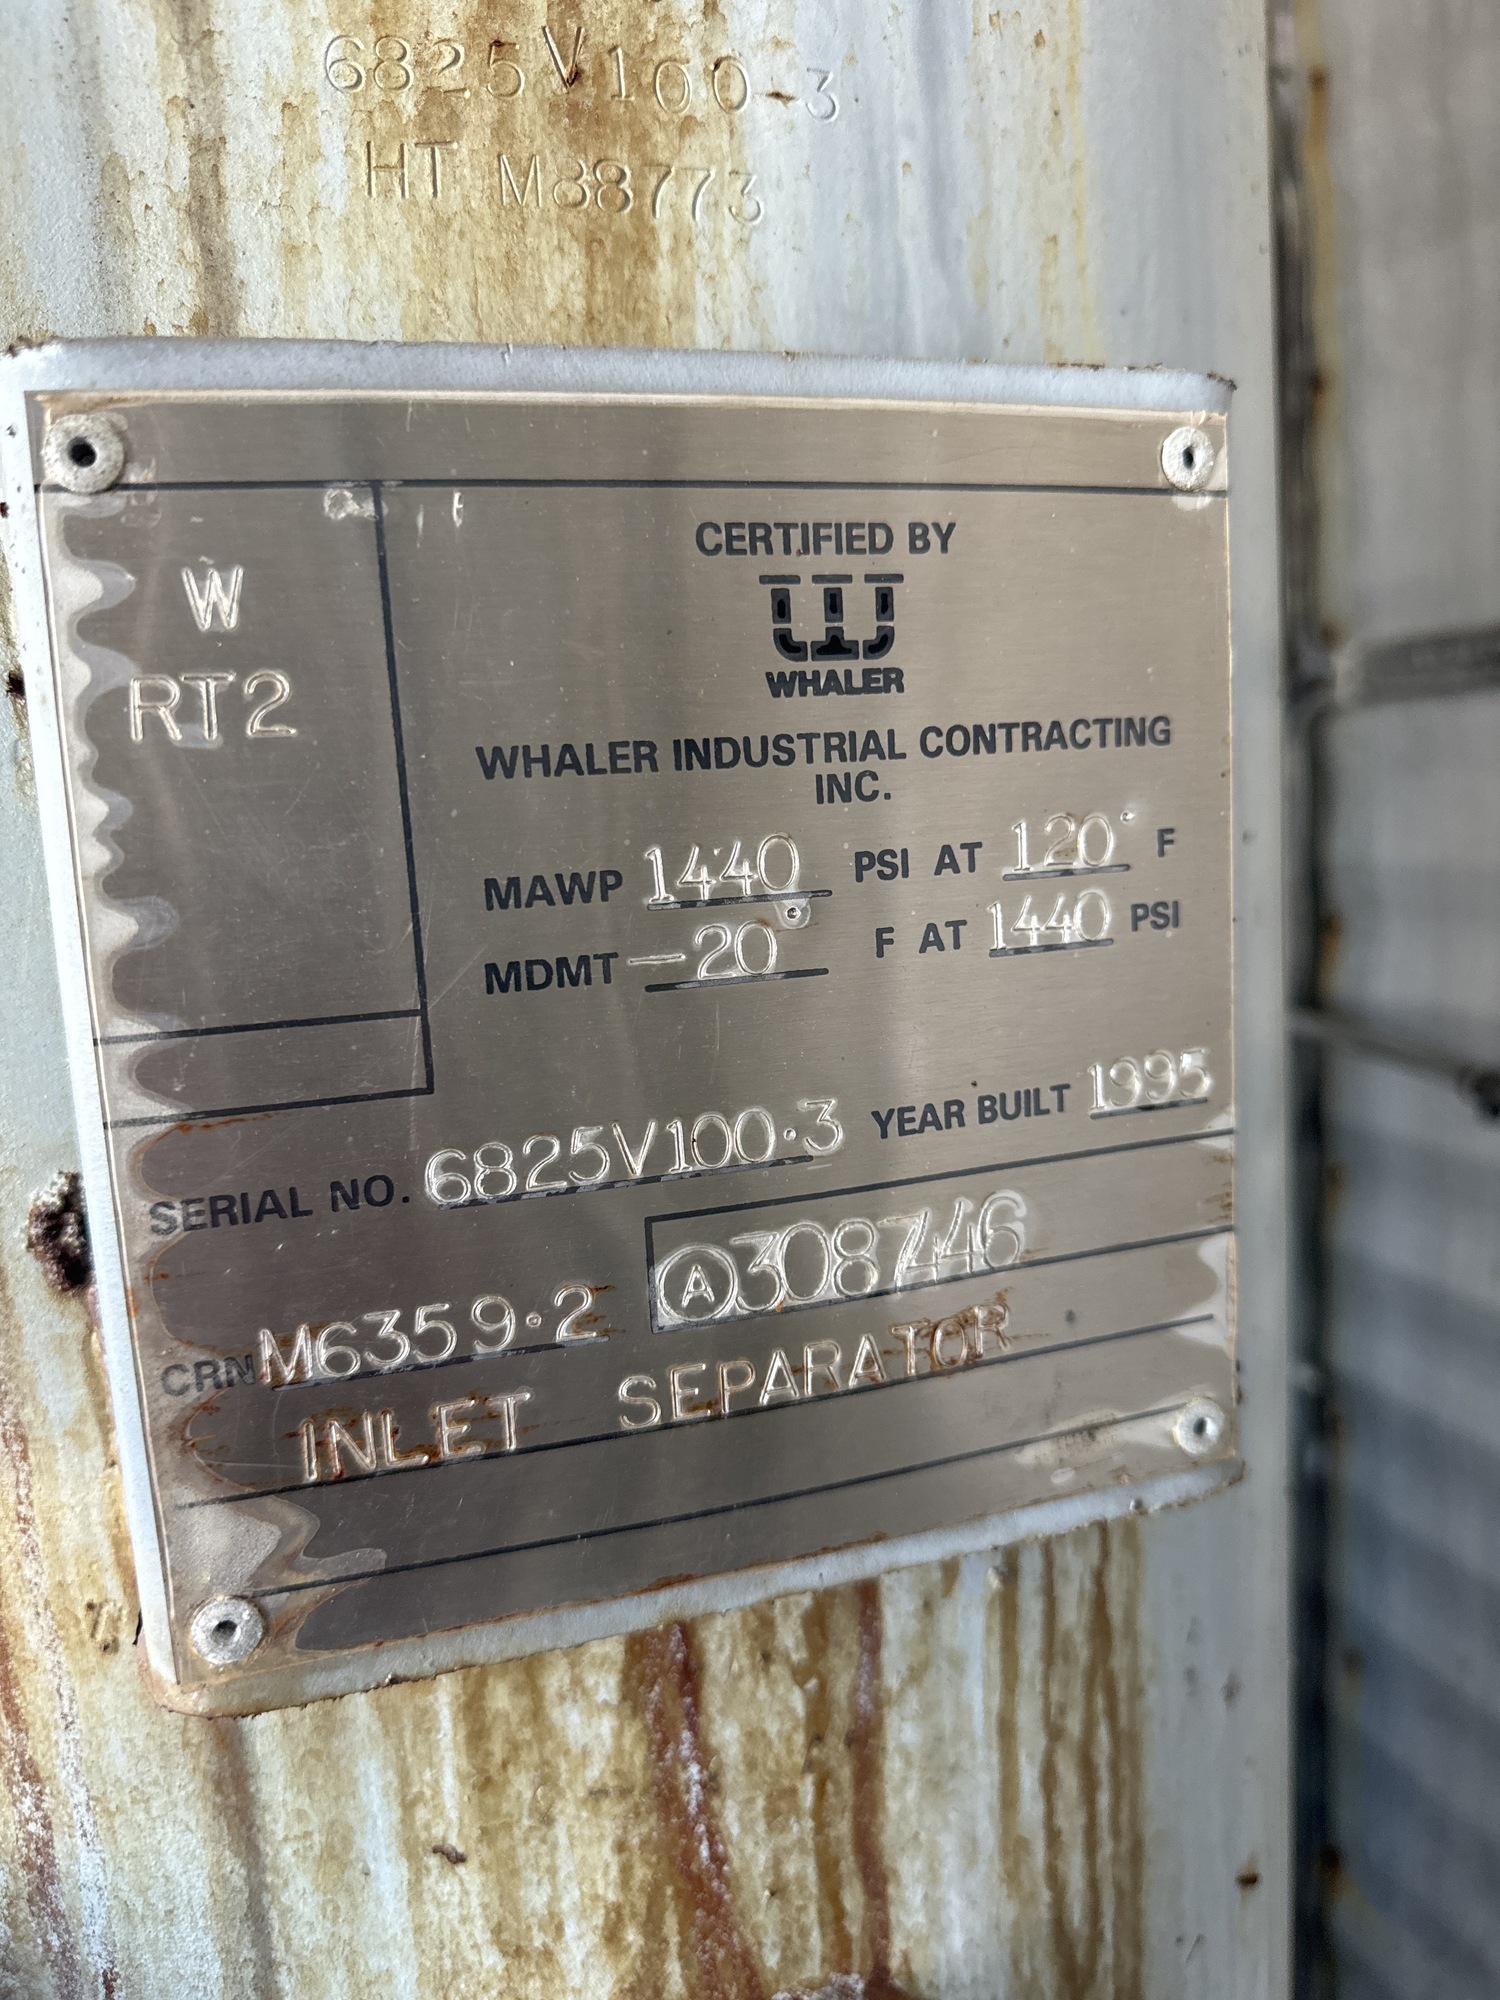 6825V100-3
HT M88773
W
RT2
CERTIFIED BY
WHALER
WHALER INDUSTRIAL CONTRACTING
INC.
MAWP 1440 PSI AT 120° F
MDMT -20° F AT 1440 PSI
SERIAL NO. 6825V100·3 YEAR BUILT 1995
CRN M6359·2 Ⓐ308746
INLET SEPARATOR